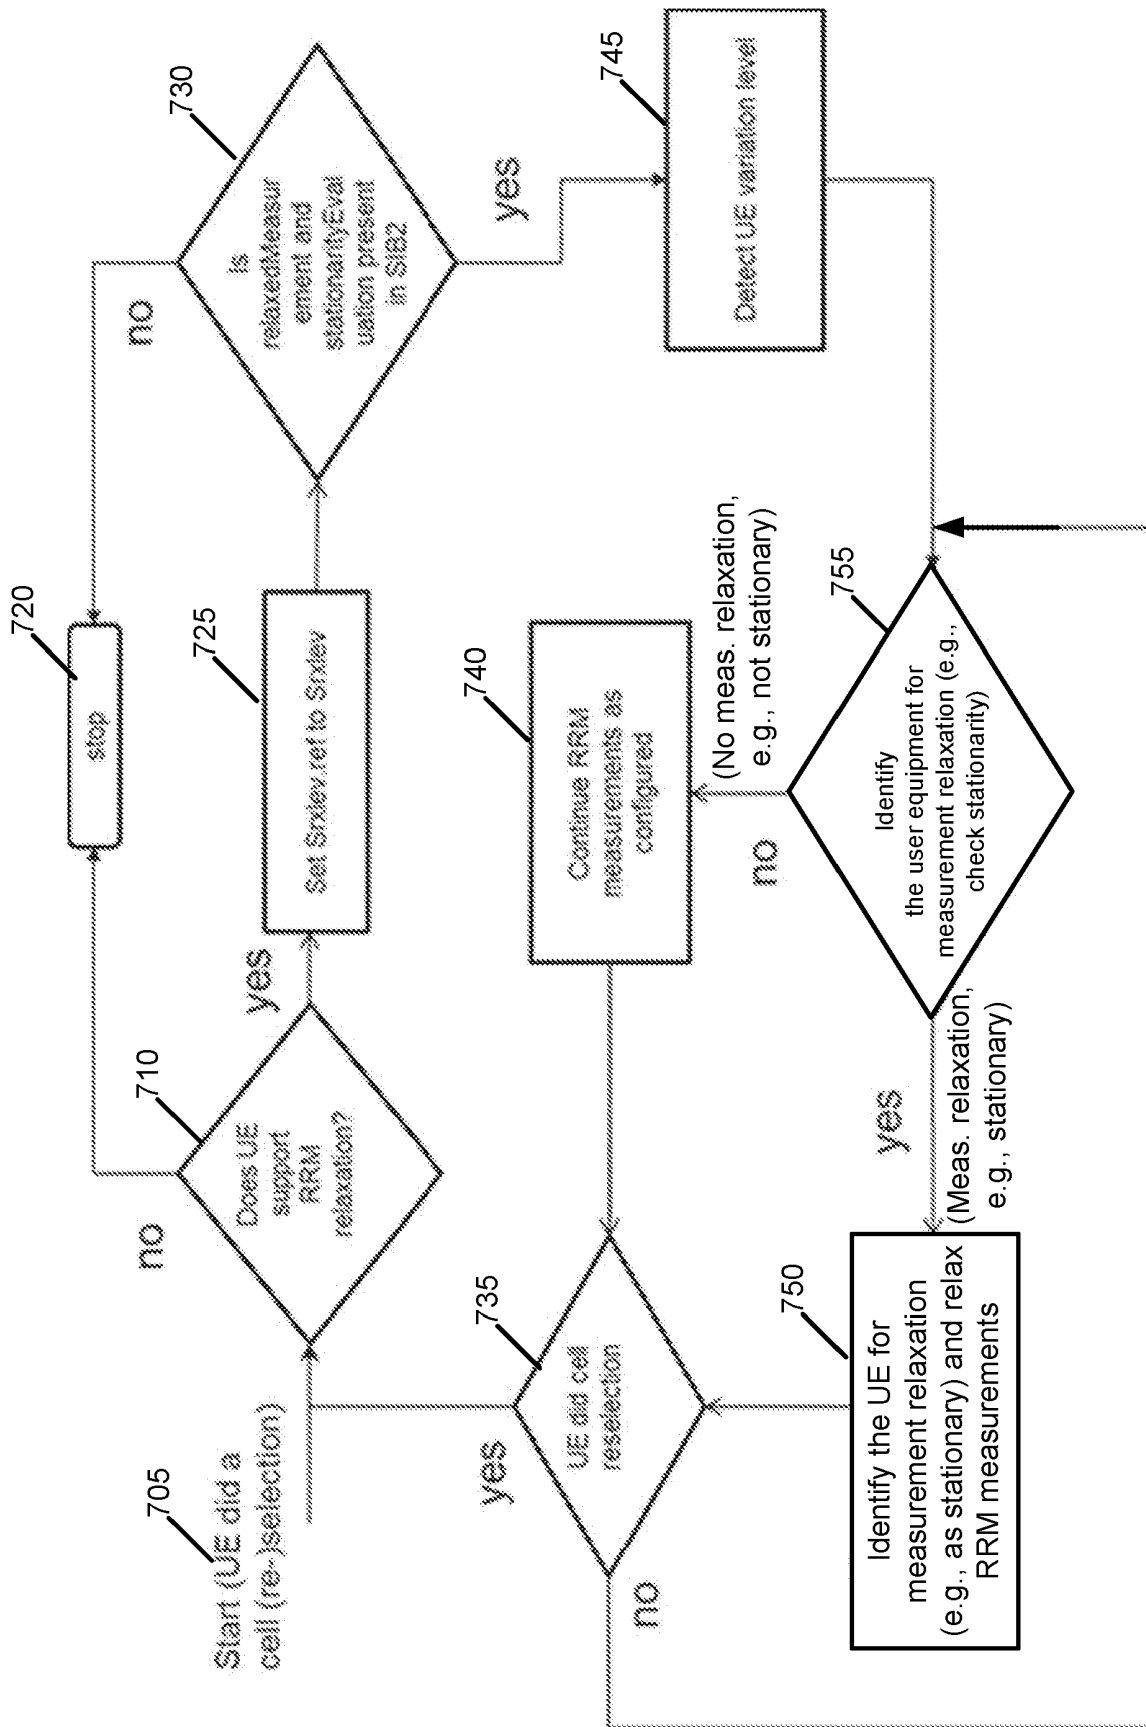 705
Start (UE did a
cell (re-)selection)
710
Does UE
support
RRM
relaxation?
no
yes
720
stop
725
Set Srxlev.ref to Srxlev
730
Is
relaxedMeasur
ement and
stationarityEval
uation present
in SIB2
no
yes
745
Detect UE variation level
735
UE did cell
reselection
yes
no
740
Continue RRM
measurements as
configured
(No meas. relaxation,
e.g., not stationary)
no
755
Identify
the user equipment for
measurement relaxation (e.g.,
check stationarity)
yes
(Meas. relaxation,
e.g., stationary)
750
Identify the UE for
measurement relaxation
(e.g., as stationary) and relax
RRM measurements